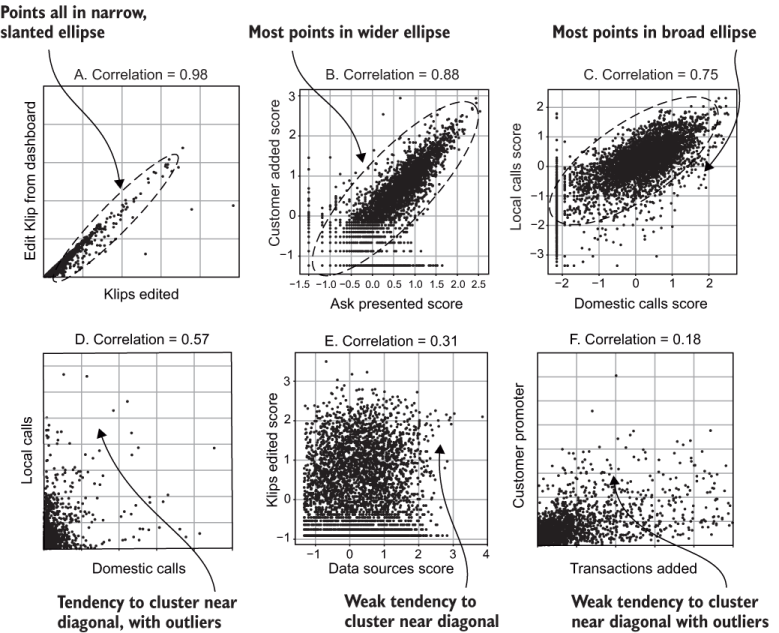 Points all in narrow,
slanted ellipse
Most points in wider ellipse
Most points in broad ellipse
A. Correlation = 0.98
Edit Klip from dashboard
Klips edited
B. Correlation = 0.88
Customer added score
3
2
1
0
−1
−1.5 −1.0 −0.5 0.0 0.5 1.0 1.5 2.0 2.5
Ask presented score
C. Correlation = 0.75
Local calls score
2
1
0
−1
−2
−3
−2 −1 0 1 2
Domestic calls score
D. Correlation = 0.57
Local calls
Domestic calls
E. Correlation = 0.31
Klips edited score
3
2
1
0
−1
−1 0 1 2 3 4
Data sources score
F. Correlation = 0.18
Customer promoter
Transactions added
Tendency to cluster near
diagonal, with outliers
Weak tendency to
cluster near diagonal
Weak tendency to cluster
near diagonal with outliers